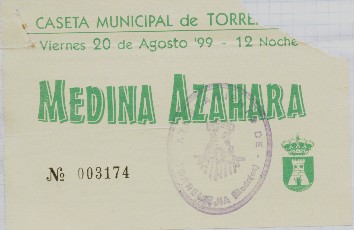 CASETA MUNICIPAL de TORRE
Viernes 20 de Agosto '99 - 12 Noche
MEDINA AZAHARA
Nº 003174